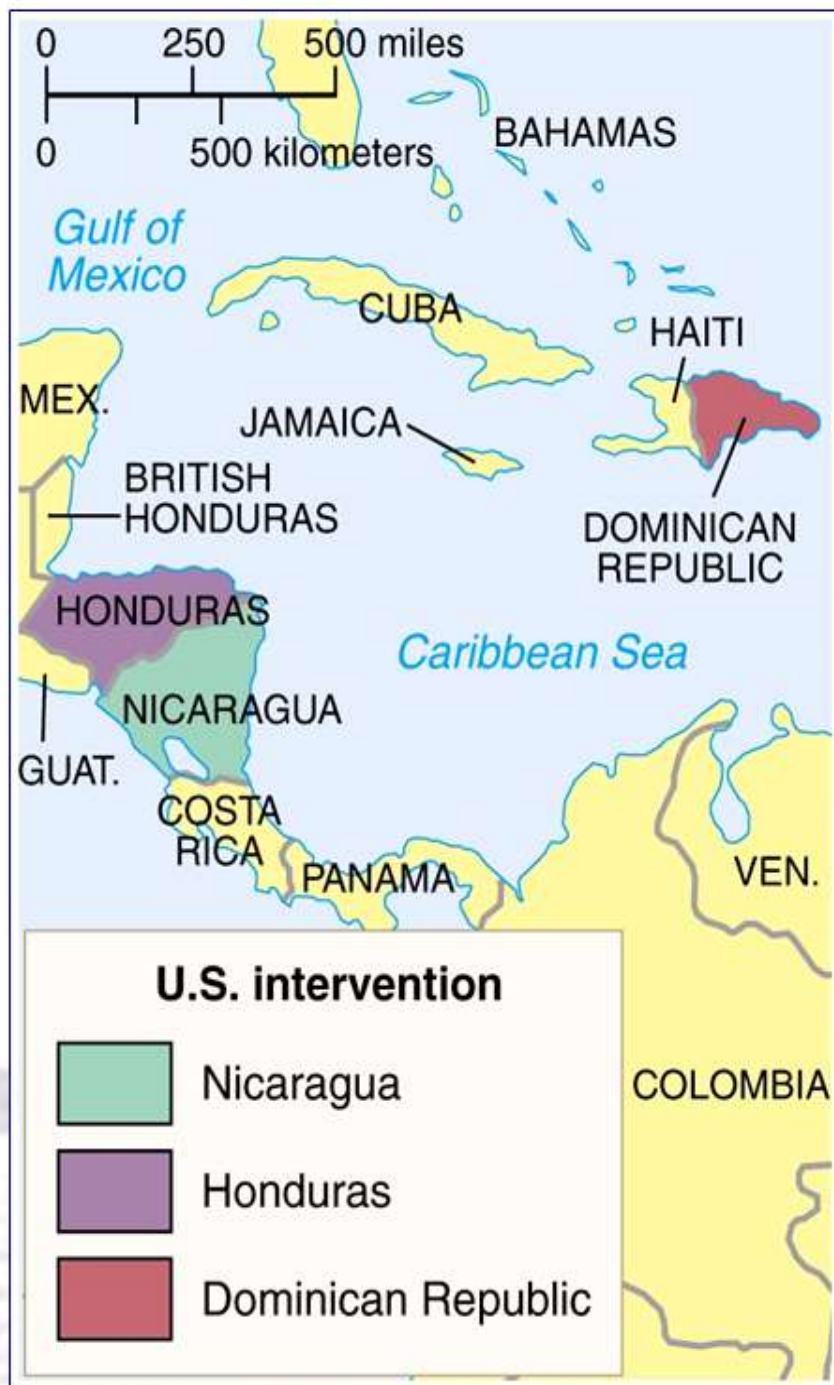 0 250 500 miles
0 500 kilometers
BAHAMAS
Gulf of
Mexico
CUBA
HAITI
MEX.
JAMAICA
BRITISH
HONDURAS
DOMINICAN
REPUBLIC
HONDURAS
Caribbean Sea
NICARAGUA
GUAT.
COSTA
RICA
PANAMA
VEN.
U.S. intervention
Nicaragua
COLOMBIA
Honduras
Dominican Republic